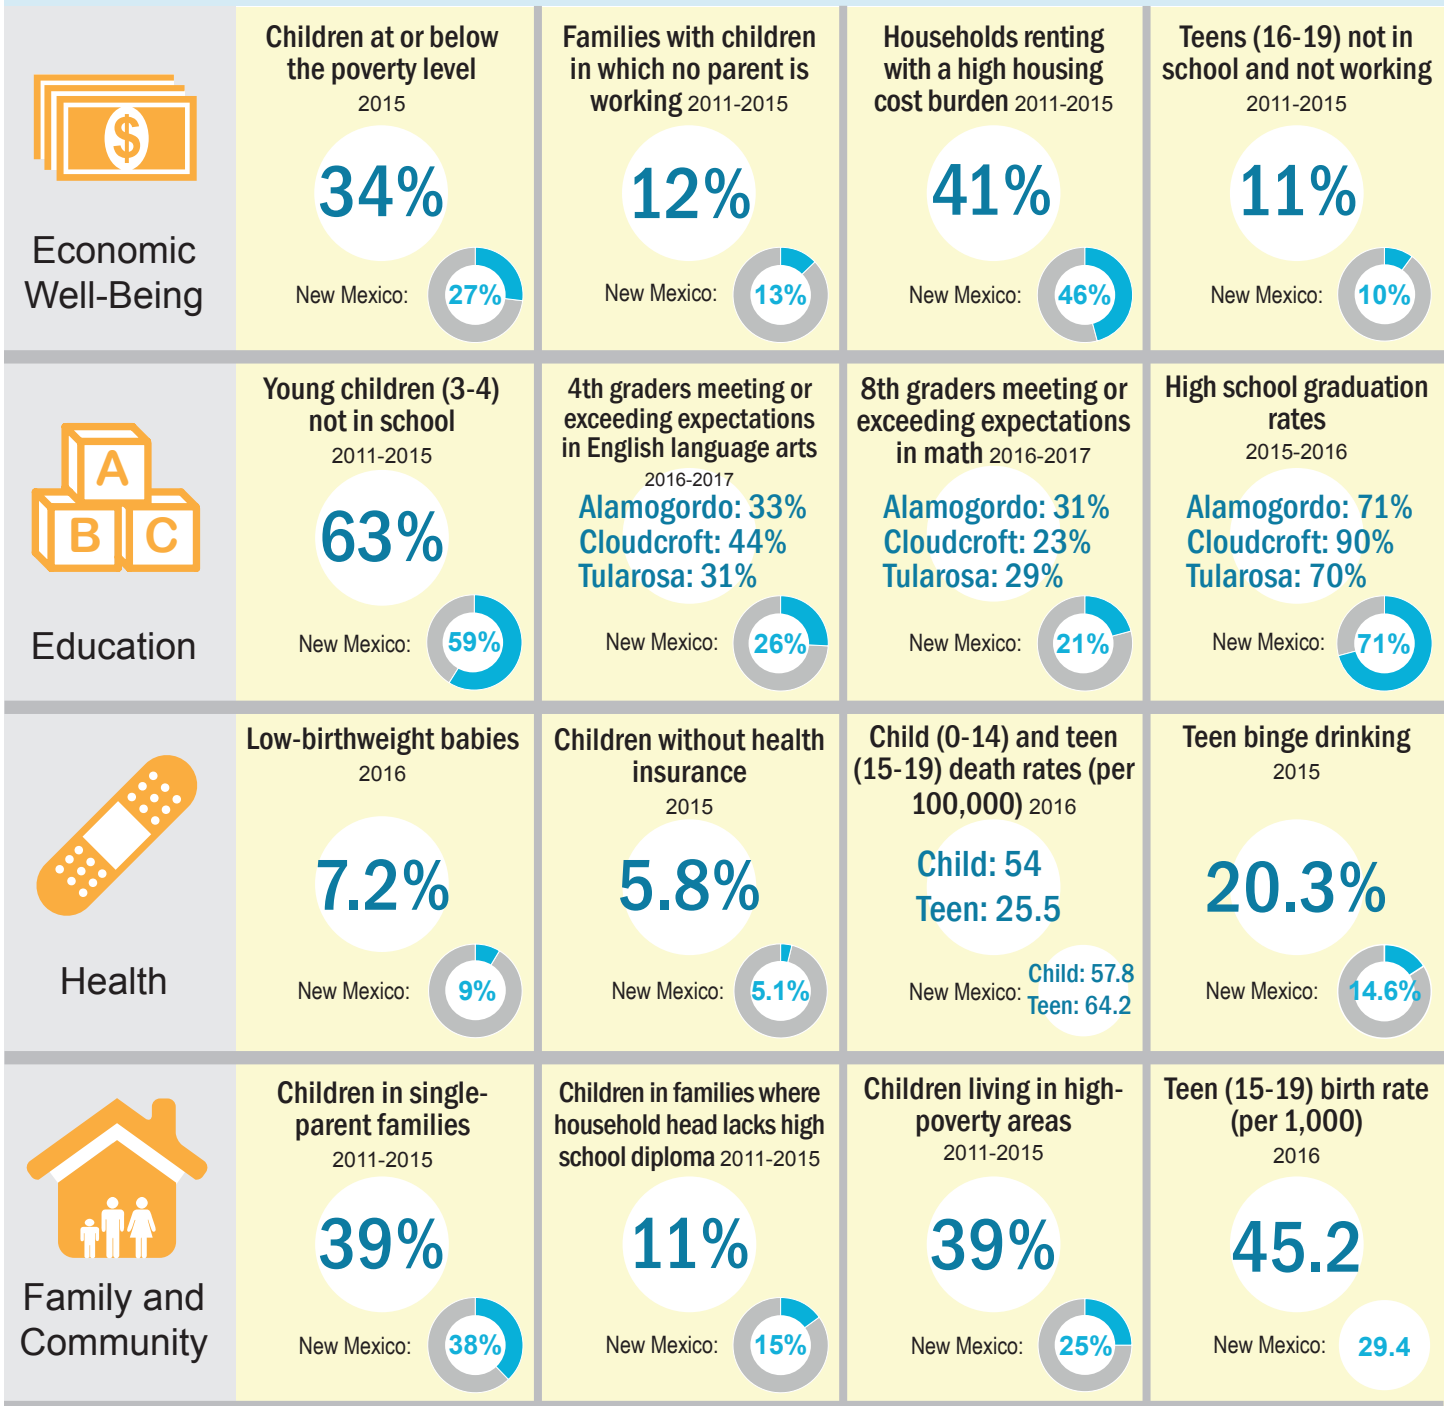 $
Economic
Well-Being
Children at or below
the poverty level
2015
34%
New Mexico:
27%
Families with children
in which no parent is
working 2011-2015
12%
New Mexico:
13%
Households renting
with a high housing
cost burden 2011-2015
41%
New Mexico:
46%
Teens (16-19) not in
school and not working
2011-2015
11%
New Mexico:
10%
A
B C
Education
Young children (3-4)
not in school
2011-2015
63%
New Mexico:
59%
4th graders meeting or
exceeding expectations
in English language arts
2016-2017
Alamogordo: 33%
Cloudcroft: 44%
Tularosa: 31%
New Mexico:
26%
8th graders meeting or
exceeding expectations
in math 2016-2017
Alamogordo: 31%
Cloudcroft: 23%
Tularosa: 29%
New Mexico:
21%
High school graduation
rates
2015-2016
Alamogordo: 71%
Cloudcroft: 90%
Tularosa: 70%
New Mexico:
71%
Health
Low-birthweight babies
2016
7.2%
New Mexico:
9%
Children without health
insurance
2015
5.8%
New Mexico:
5.1%
Child (0-14) and teen
(15-19) death rates (per
100,000) 2016
Child: 54
Teen: 25.5
New Mexico:
Child: 57.8
Teen: 64.2
Teen binge drinking
2015
20.3%
New Mexico:
14.6%
Family and
Community
Children in single-
parent families
2011-2015
39%
New Mexico:
38%
Children in families where
household head lacks high
school diploma 2011-2015
11%
New Mexico:
15%
Children living in high-
poverty areas
2011-2015
39%
New Mexico:
25%
Teen (15-19) birth rate
(per 1,000)
2016
45.2
New Mexico:
29.4